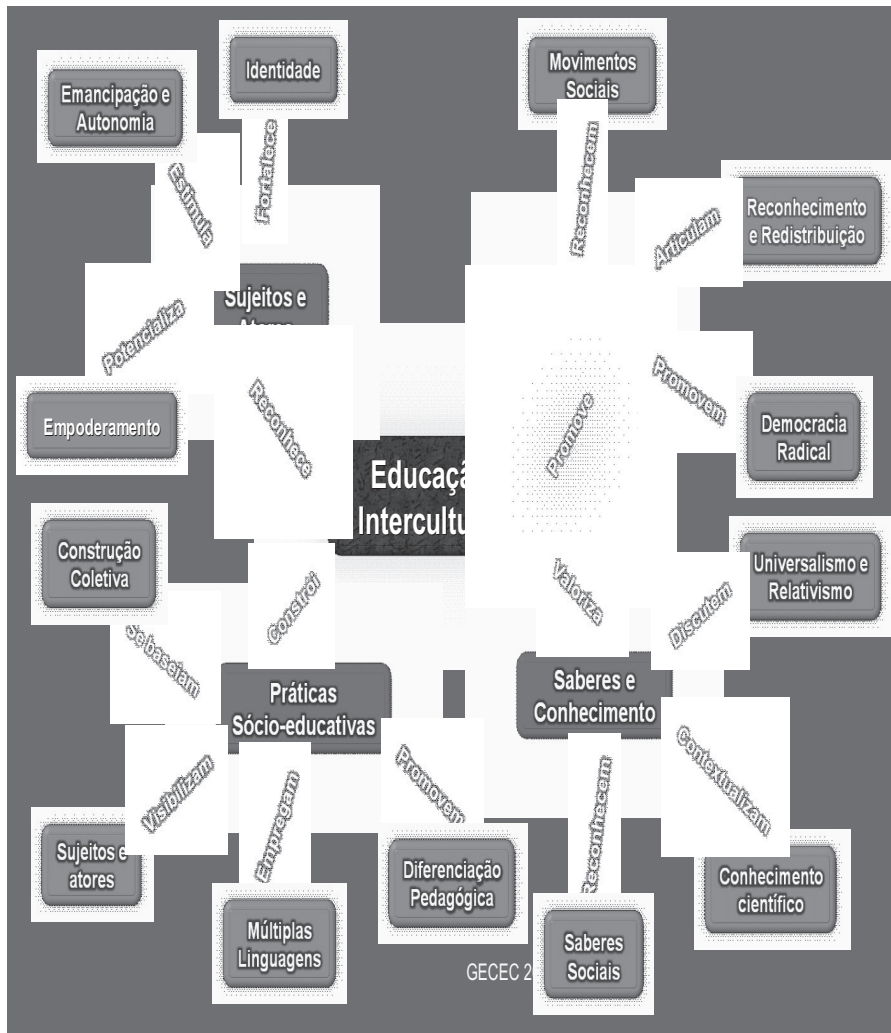 Identidade
Movimentos
Sociais
Emancipação e
Autonomia
Fortalece
Reconhecem
Estimula
Articulam
Reconhecimento
e Redistribuição
Sujeitos e
Potencializa
Reconhece
Promove
Promovem
Empoderamento
Democracia
Radical
Educaçã
Intercultu
Construção
Coletiva
Constrói
Valoriza
Discutem
Universalismo e
Relativismo
Se baseiam
Práticas
Sócio-educativas
Saberes e
Conhecimento
Visibilizam
Empregam
Promovem
Reconhecem
Contextualizam
Sujeitos e
atores
Múltiplas
Linguagens
Diferenciação
Pedagógica
Saberes
Sociais
Conhecimento
científico
GECEC 2